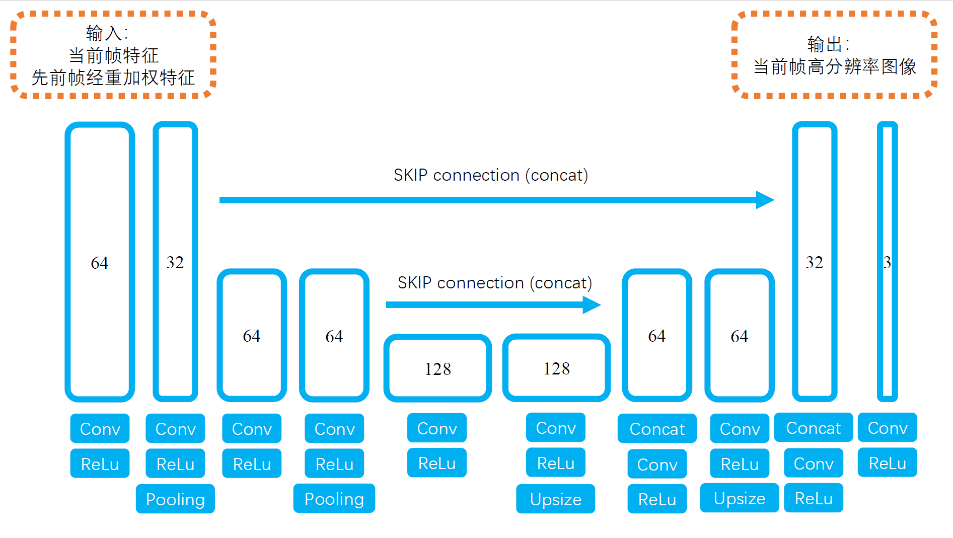 输入：
当前帧特征
先前帧经重加权特征
输出：
当前帧高分辨率图像
SKIP connection (concat)
SKIP connection (concat)
64
32
64
64
128
128
64
64
32
3
Conv
ReLu
Conv
ReLu
Pooling
Conv
ReLu
Conv
ReLu
Pooling
Conv
ReLu
Conv
ReLu
Upsize
Concat
Conv
ReLu
Conv
ReLu
Upsize
Concat
Conv
ReLu
Conv
ReLu